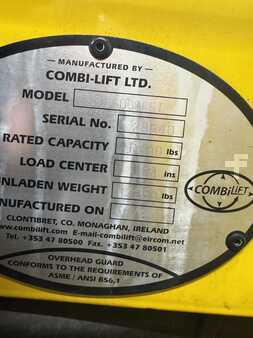 MANUFACTURED BY
COMBI-LIFT LTD.
MODEL
SERIAL No.
RATED CAPACITY lbs
LOAD CENTER ins
UNLADEN WEIGHT lbs
MANUFACTURED ON
COMBiLiFT
CLONTIBRET, CO. MONAGHAN, IRELAND
www.combilift.com E-mail-combilift@eircom.net
Tel. +353 47 80500 Fax. +353 47 80501
OVERHEAD GUARD
CONFORMS TO THE REQUIREMENTS OF
ASME / ANSI B56,1